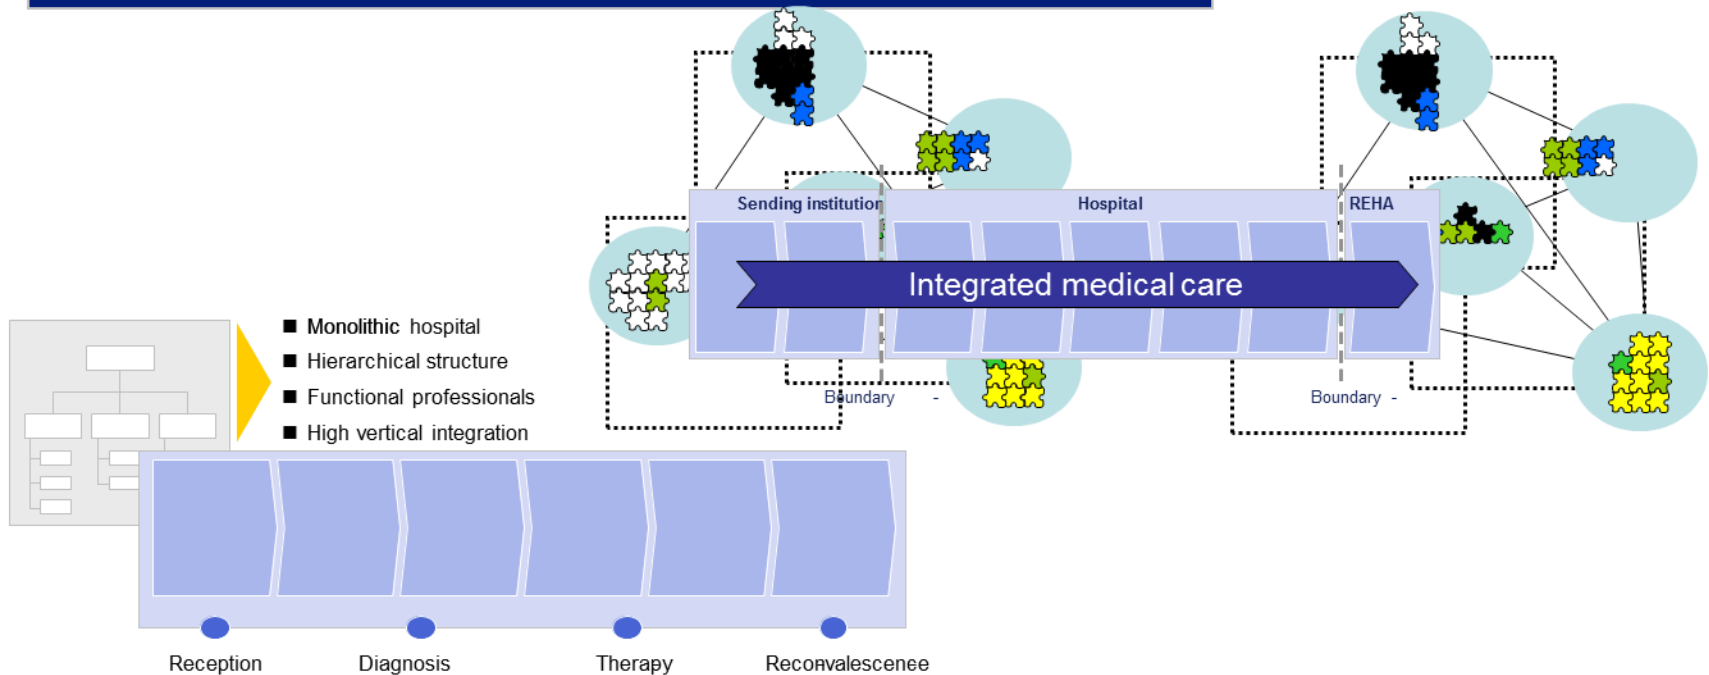 Sending institution
Hospital
REHA
Integrated medical care
Boundary -
Boundary -
■ Monolithic hospital
■ Hierarchical structure
■ Functional professionals
■ High vertical integration
Reception
Diagnosis
Therapy
Reconvalescence